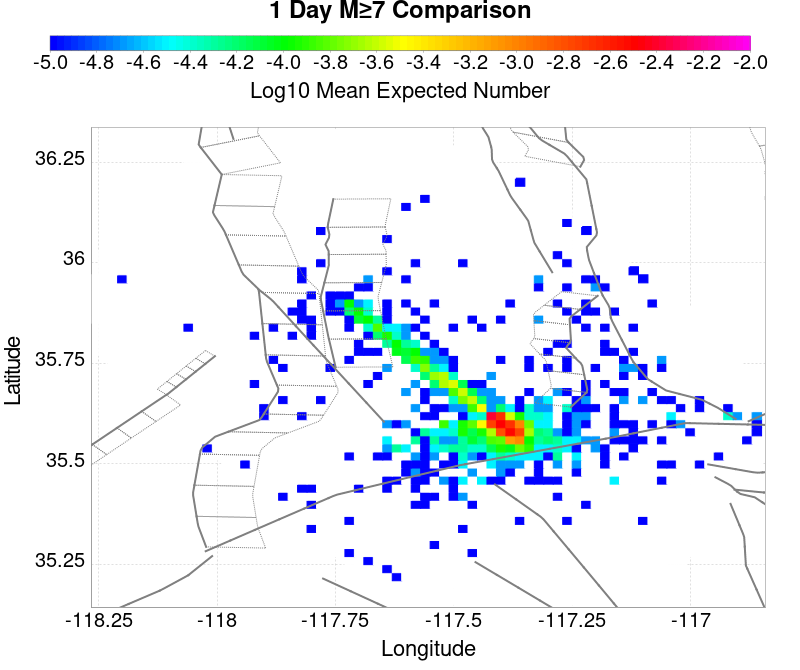 1 Day M≥7 Comparison
-5.0 -4.8 -4.6 -4.4 -4.2 -4.0 -3.8 -3.6 -3.4 -3.2 -3.0 -2.8 -2.6 -2.4 -2.2 -2.0
Log10 Mean Expected Number
36.25
36
35.75
35.5
35.25
Latitude
-118.25 -118 -117.75 -117.5 -117.25 -117
Longitude